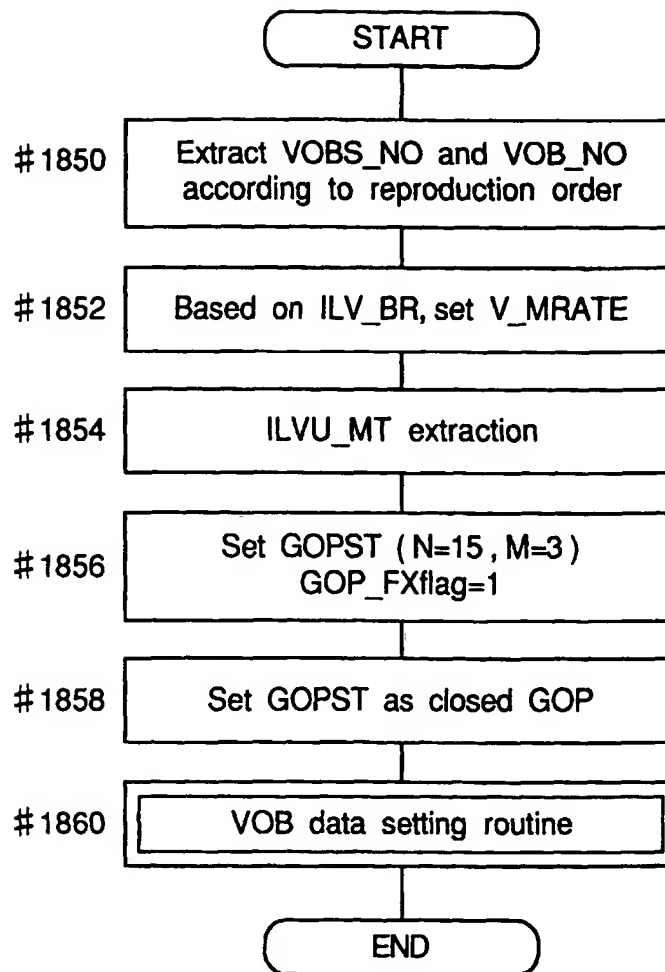 START
#1850
Extract VOBS_NO and VOB_NO
according to reproduction order
#1852
Based on ILV_BR, set V_MRATE
#1854
ILVU_MT extraction
#1856
Set GOPST (N=15, M=3)
GOP_FXflag=1
#1858
Set GOPST as closed GOP
#1860
VOB data setting routine
END